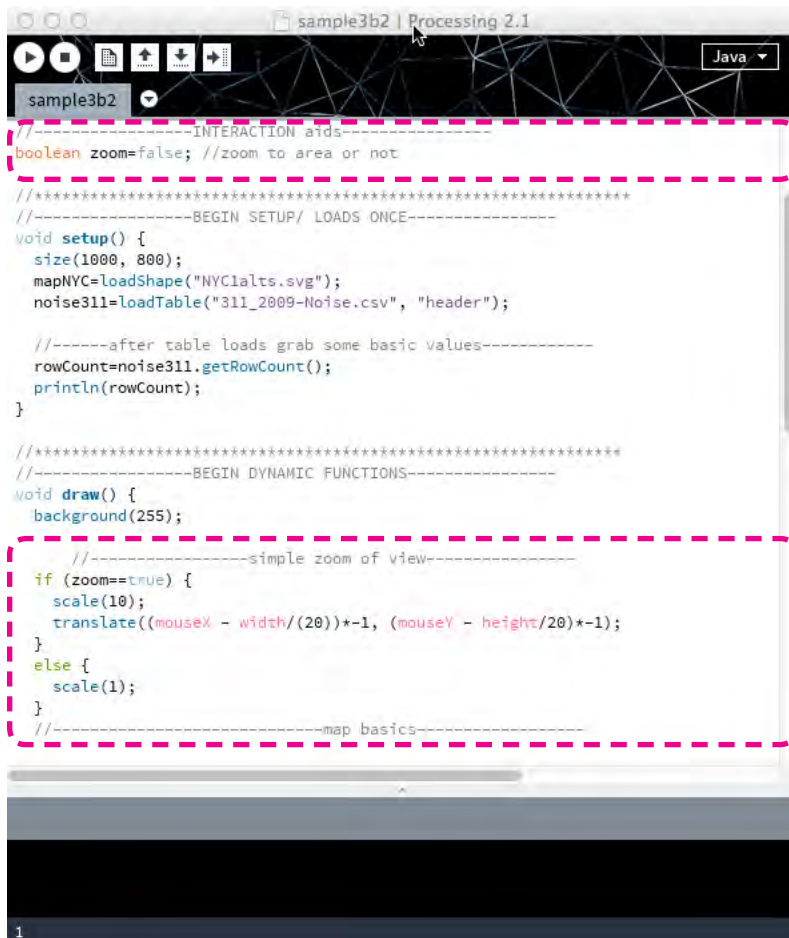 sample3b2 | Processing 2.1
Java
sample3b2
//-----------------INTERACTION aids----------------
boolean zoom=false; //zoom to area or not
//****************************************************************
//-----------------BEGIN SETUP/ LOADS ONCE----------------
void setup() {
size(1000, 800);
mapNYC=loadShape("NYC1alts.svg");
noise311=loadTable("311_2009-Noise.csv", "header");
//------after table loads grab some basic values------------
rowCount=noise311.getRowCount();
println(rowCount);
}
//***************************************************************
//-----------------BEGIN DYNAMIC FUNCTIONS----------------
void draw() {
background(255);
//-----------------simple zoom of view----------------
if (zoom==true) {
scale(10);
translate((mouseX - width/(20))*-1, (mouseY - height/20)*-1);
}
else {
scale(1);
}
//-----------------------------map basics------------------
1